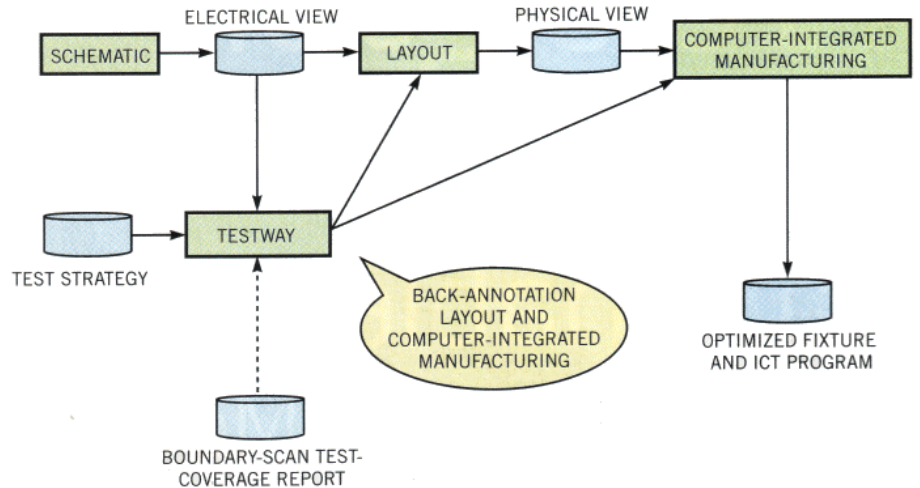 ELECTRICAL VIEW
PHYSICAL VIEW
SCHEMATIC
LAYOUT
COMPUTER-INTEGRATED
MANUFACTURING
TESTWAY
TEST STRATEGY
BACK-ANNOTATION
LAYOUT AND
COMPUTER-INTEGRATED
MANUFACTURING
OPTIMIZED FIXTURE
AND ICT PROGRAM
BOUNDARY-SCAN TEST-
COVERAGE REPORT